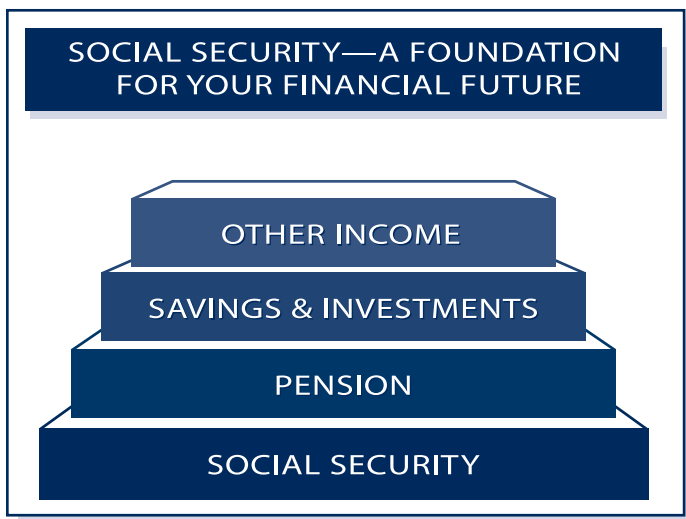 SOCIAL SECURITY—A FOUNDATION
FOR YOUR FINANCIAL FUTURE
OTHER INCOME
SAVINGS & INVESTMENTS
PENSION
SOCIAL SECURITY